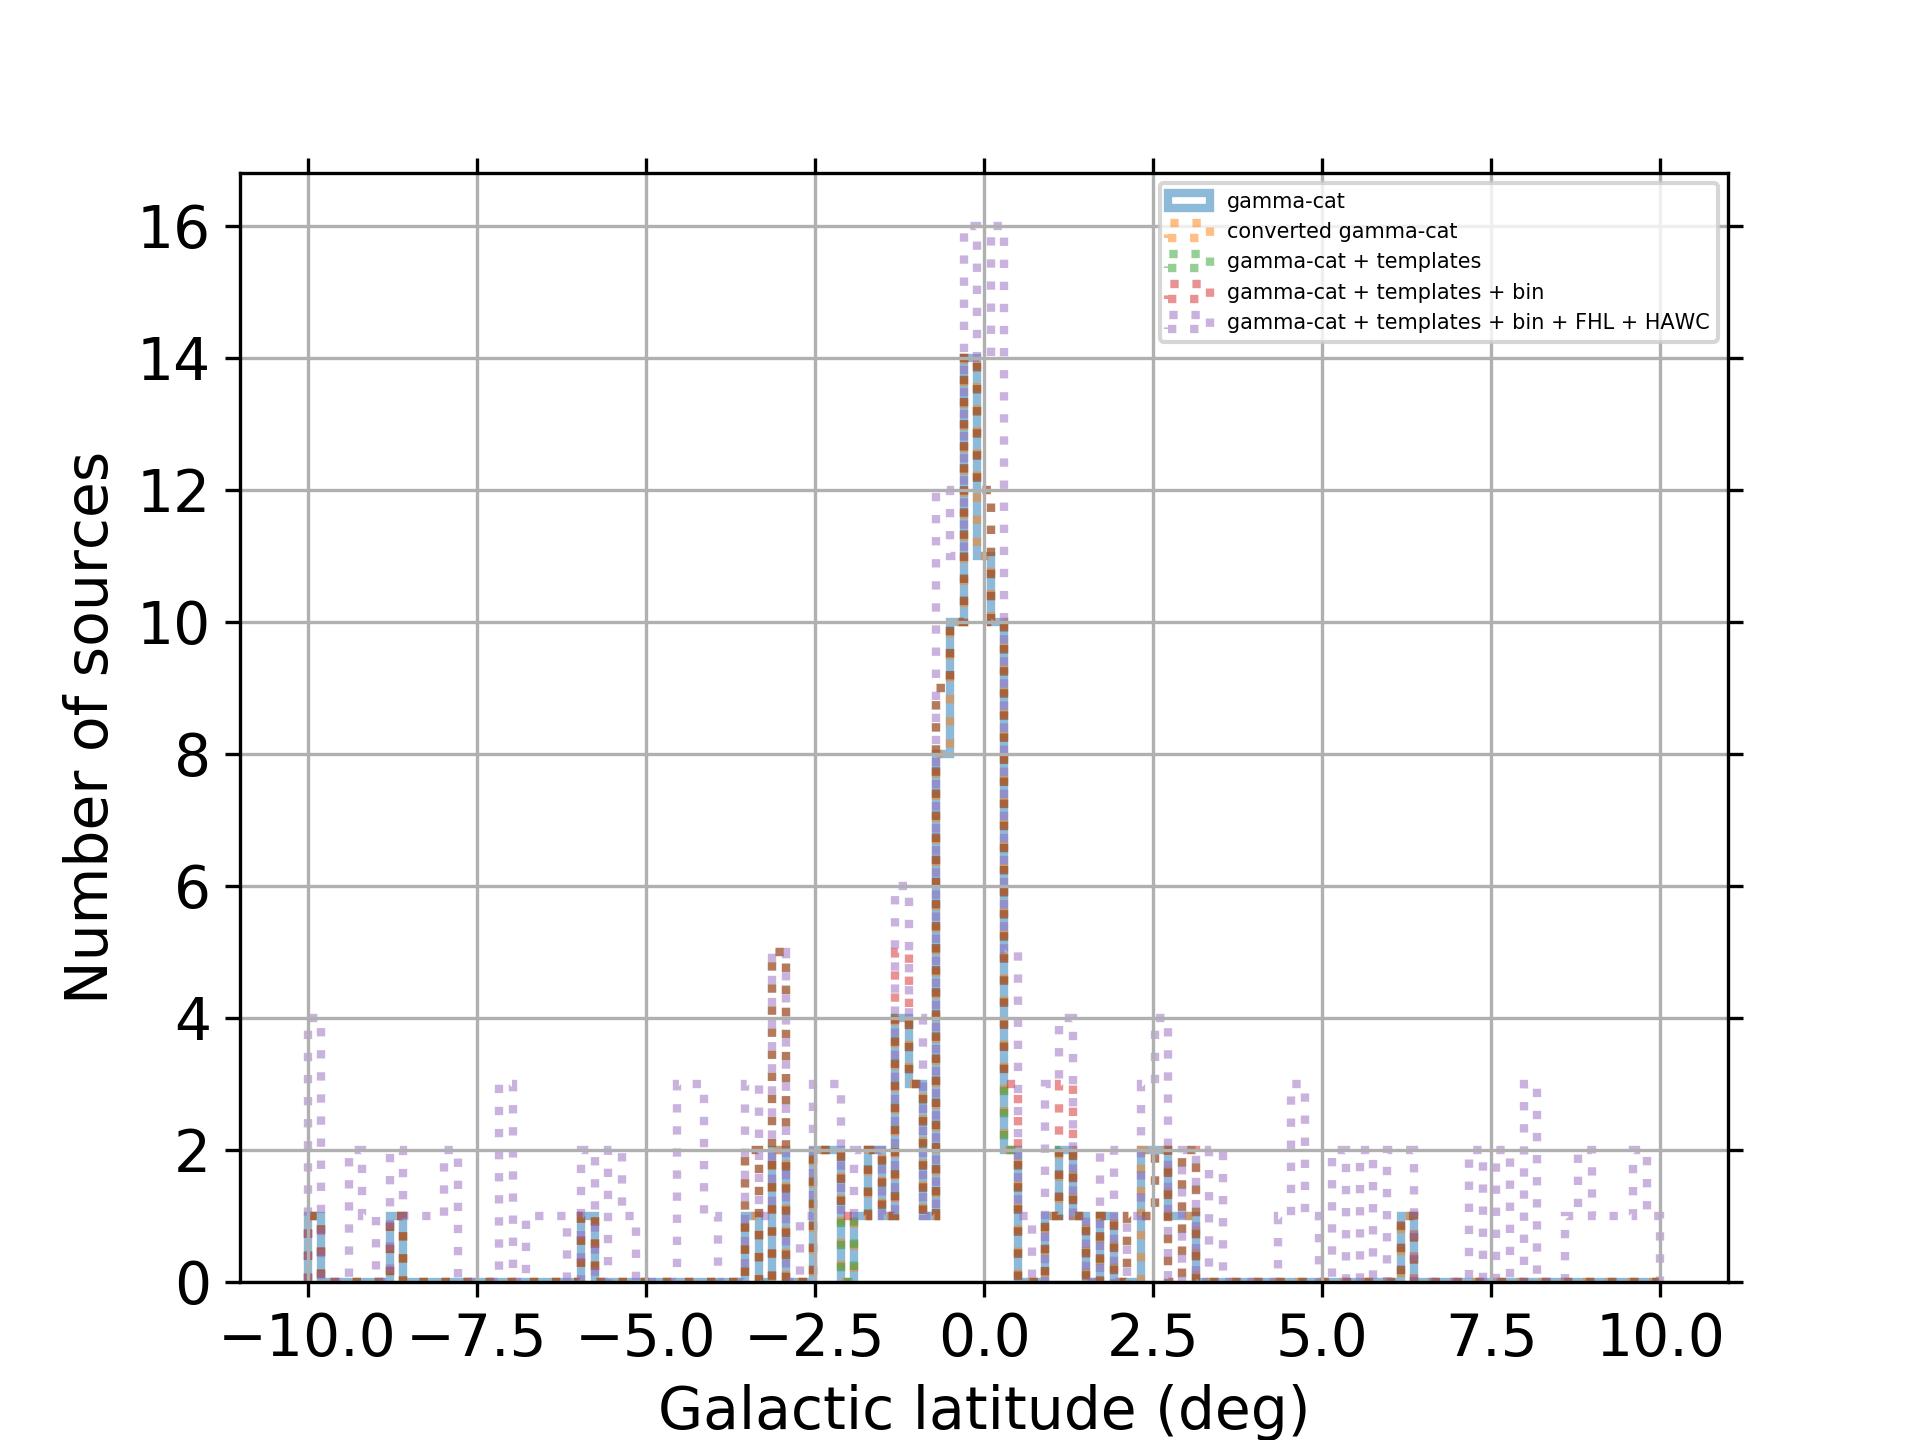 gamma-cat
converted gamma-cat
gamma-cat + templates
gamma-cat + templates + bin
gamma-cat + templates + bin + FHL + HAWC
16
14
12
10
8
6
4
2
0
Number of sources
−10.0 −7.5 −5.0 −2.5 0.0 2.5 5.0 7.5 10.0
Galactic latitude (deg)